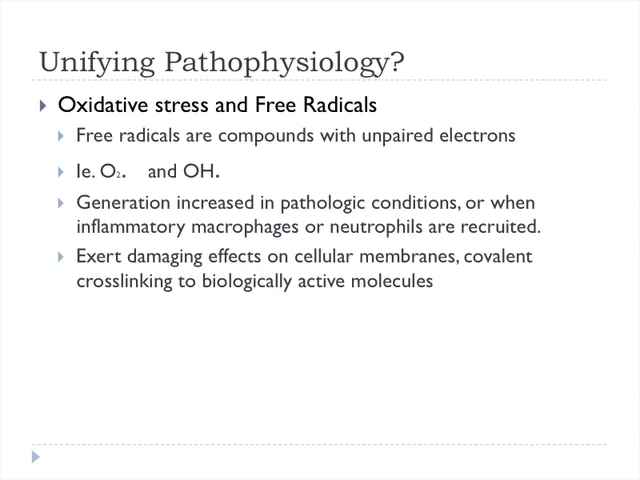 Unifying Pathophysiology?
Oxidative stress and Free Radicals
Free radicals are compounds with unpaired electrons
Ie. O₂. and OH.
Generation increased in pathologic conditions, or when
inflammatory macrophages or neutrophils are recruited.
Exert damaging effects on cellular membranes, covalent
crosslinking to biologically active molecules